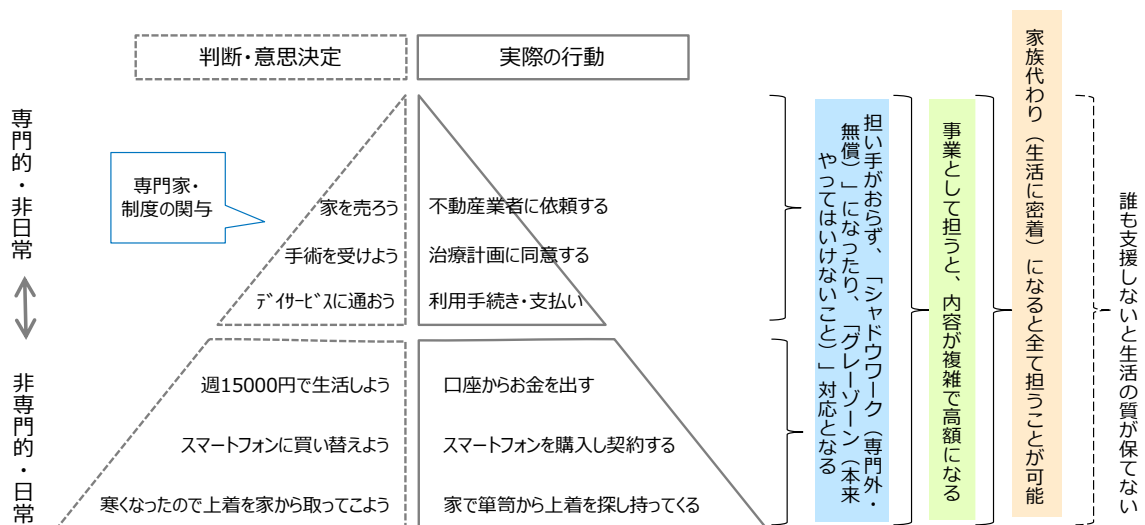 判断・意思決定
実際の行動
専門的・非日常
非専門的・日常
専門家・
制度の関与
家を売ろう
不動産業者に依頼する
手術を受けよう
治療計画に同意する
ﾃﾞｲｻｰﾋﾞｽに通おう
利用手続き・支払い
週15000円で生活しよう
口座からお金を出す
スマートフォンに買い替えよう
スマートフォンを購入し契約する
寒くなったので上着を家から取ってこよう
家で箪笥から上着を探し持ってくる
担い手がおらず、「シャドウワーク（専門外・
無償）」になったり、「グレーゾーン（本来
やってはいけないこと）」対応となる
事業として担うと、内容が複雑で高額になる
家族代わり（生活に密着）になると全て担うことが可能
誰も支援しないと生活の質が保てない